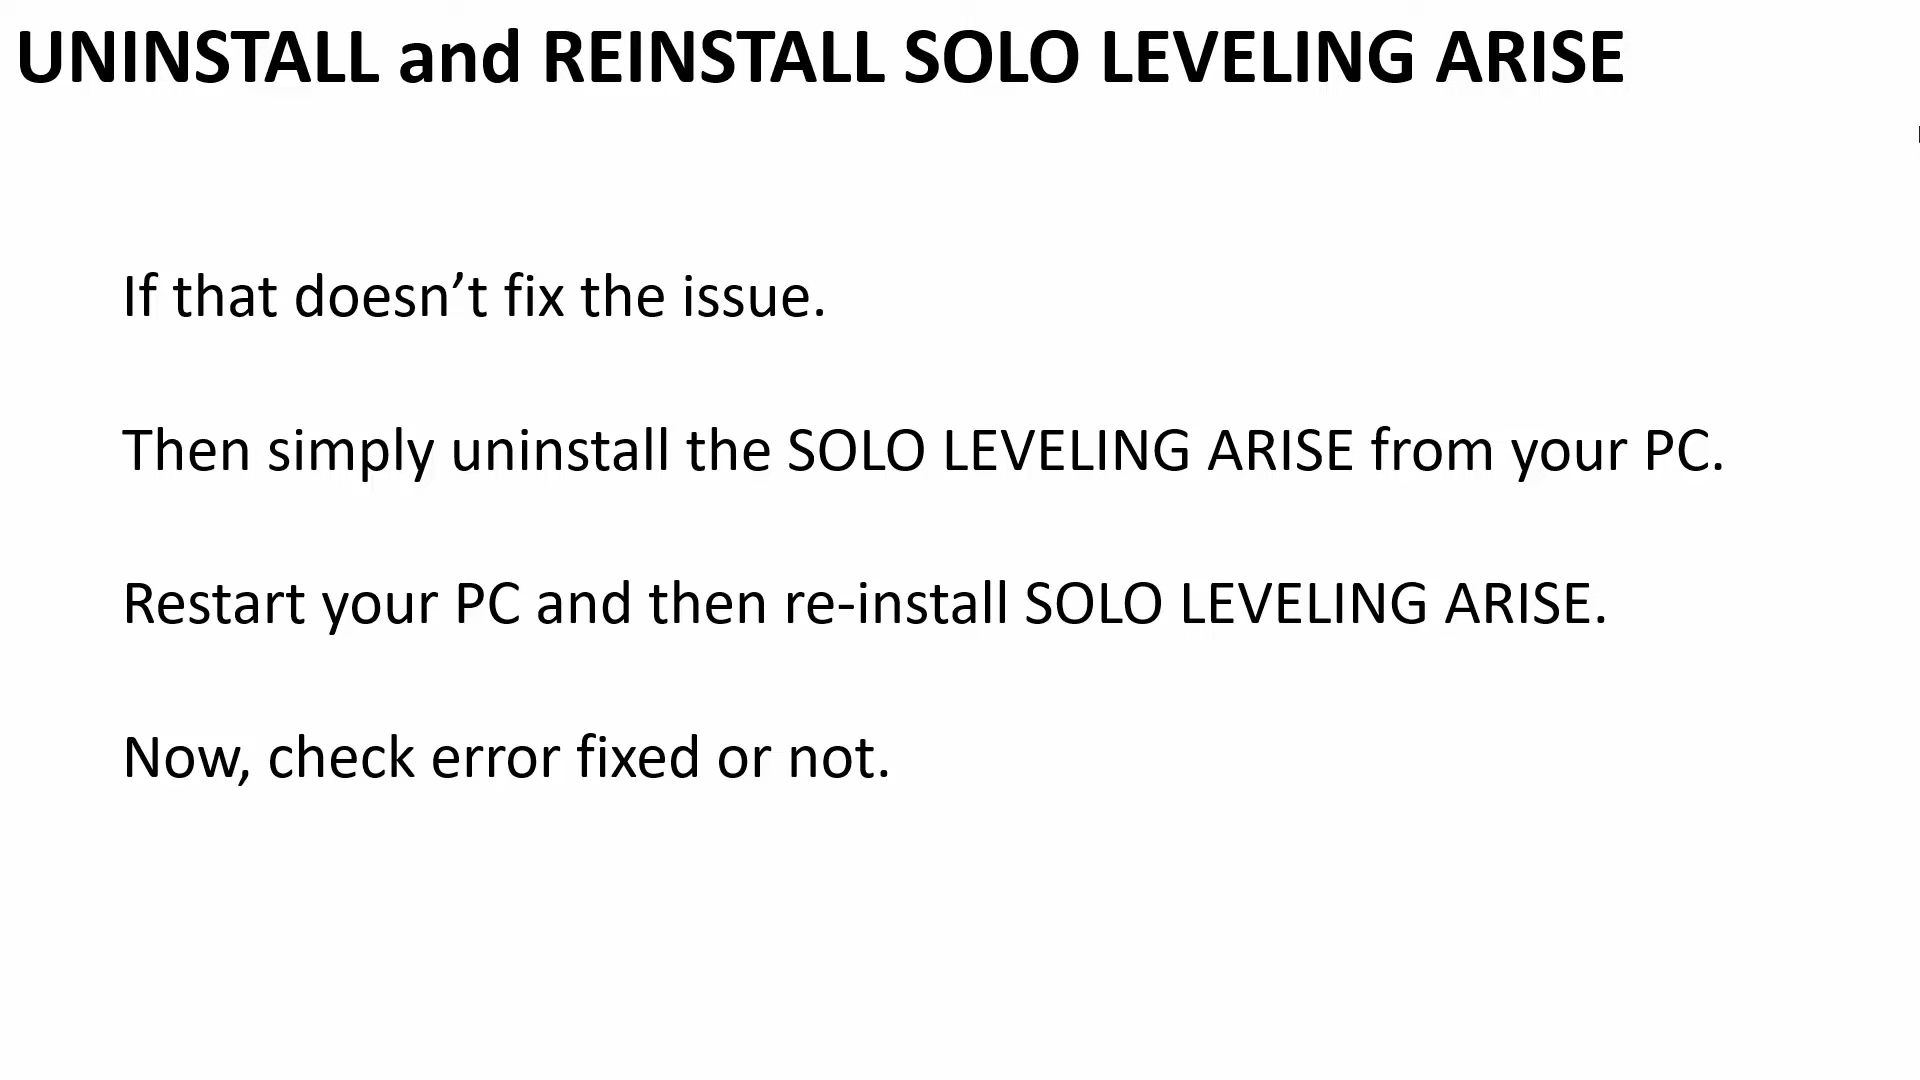 UNINSTALL and REINSTALL SOLO LEVELING ARISE
If that doesn’t fix the issue.
Then simply uninstall the SOLO LEVELING ARISE from your PC.
Restart your PC and then re-install SOLO LEVELING ARISE.
Now, check error fixed or not.